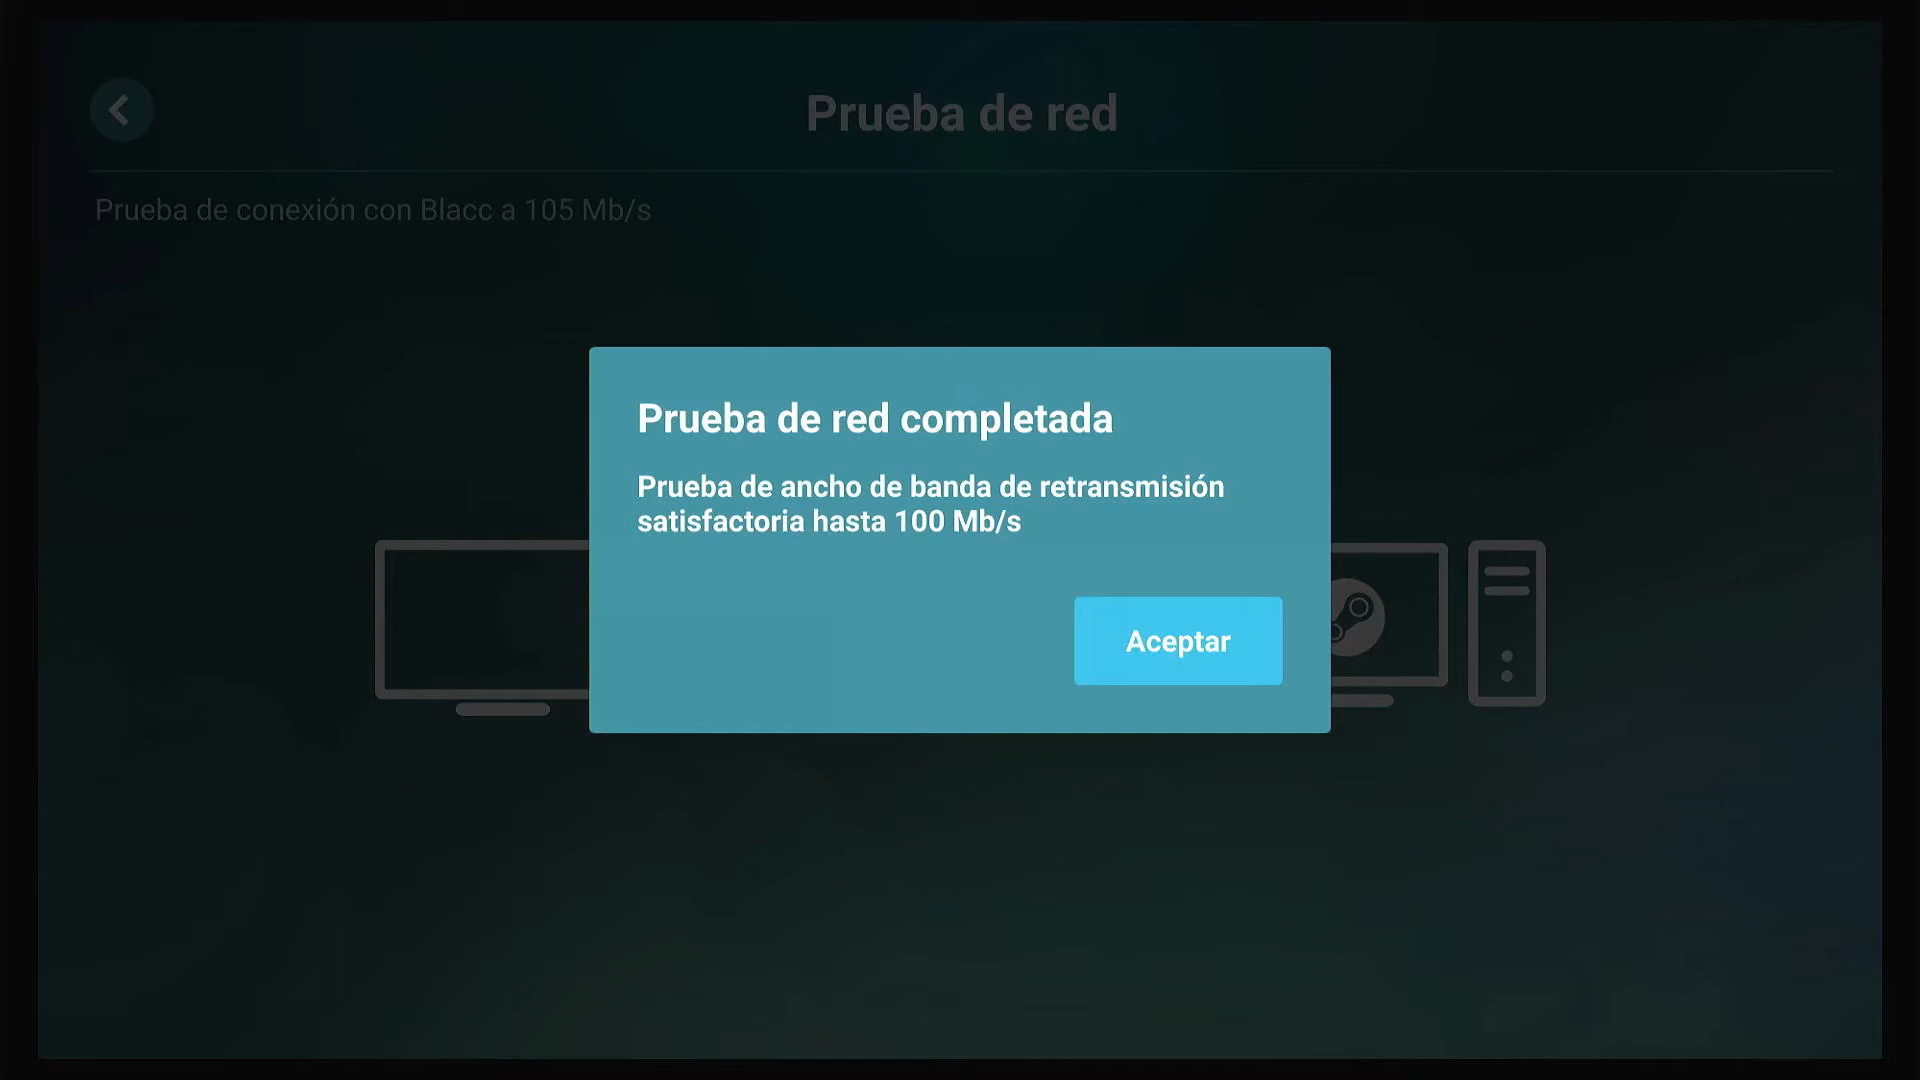 Prueba de red
Prueba de conexión con Blacc a 105 Mb/s
Prueba de red completada
Prueba de ancho de banda de retransmisión
satisfactoria hasta 100 Mb/s
Aceptar